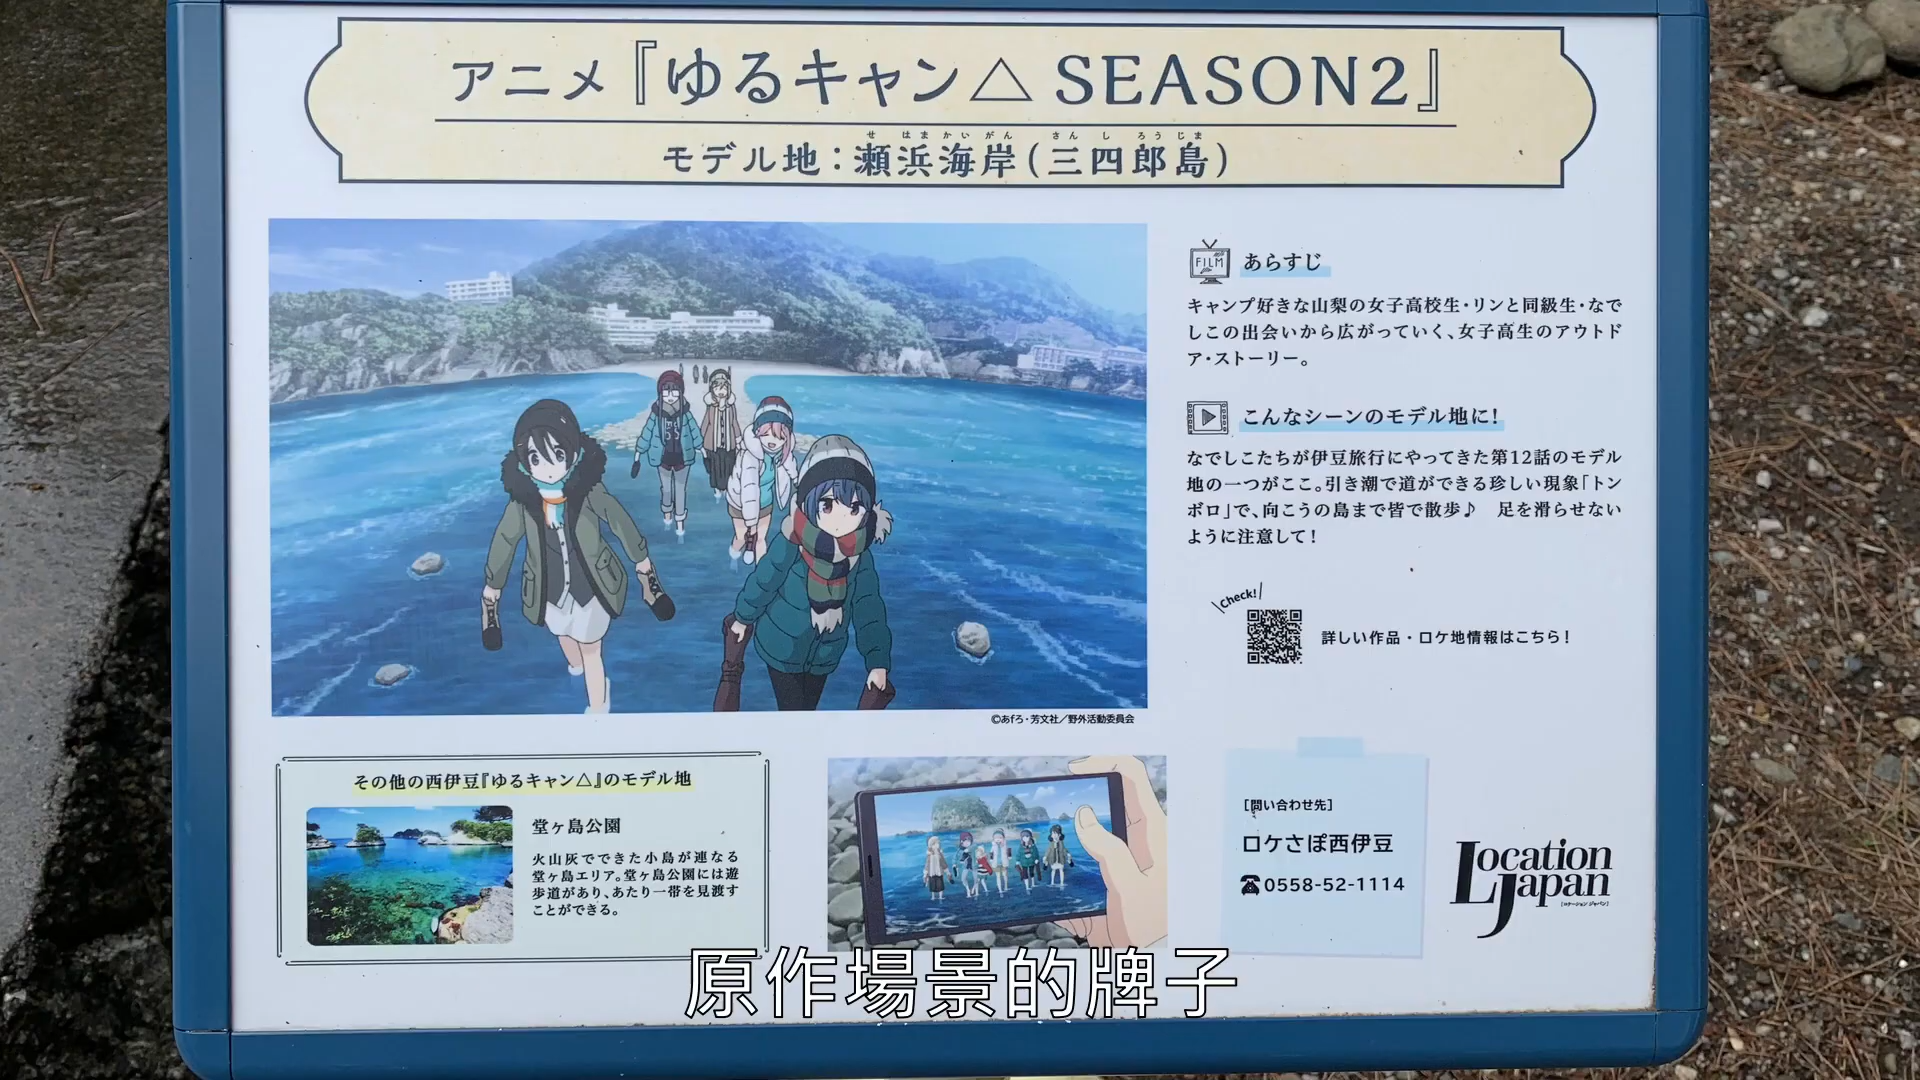 アニメ『ゆるキャン△ SEASON2』
せ はま かい がん さん し ろう じま
モデル地：瀬浜海岸(三四郎島)
FILM
あらすじ
キャンプ好きな山梨の女子高校生・リンと同級生・なで
しこの出会いから広がっていく、女子高生のアウトド
ア・ストーリー。
こんなシーンのモデル地に!
なでしこたちが伊豆旅行にやってきた第12話のモデル
地の一つがここ。引き潮で道ができる珍しい現象「トン
ボロ」で、向こうの島まで皆で散歩♪ 足を滑らせない
ように注意して!
Check!
詳しい作品・ロケ地情報はこちら!
©あfろ・芳文社／野外活動委員会
その他の西伊豆『ゆるキャン△』のモデル地
堂ヶ島公園
火山灰でできた小島が連なる
堂ヶ島エリア。堂ヶ島公園には遊
歩道があり、あたり一帯を見渡す
ことができる。
[問い合わせ先]
ロケさぽ西伊豆
☎0558-52-1114
Location
Japan
[ロケーション ジャパン]
原作場景的牌子